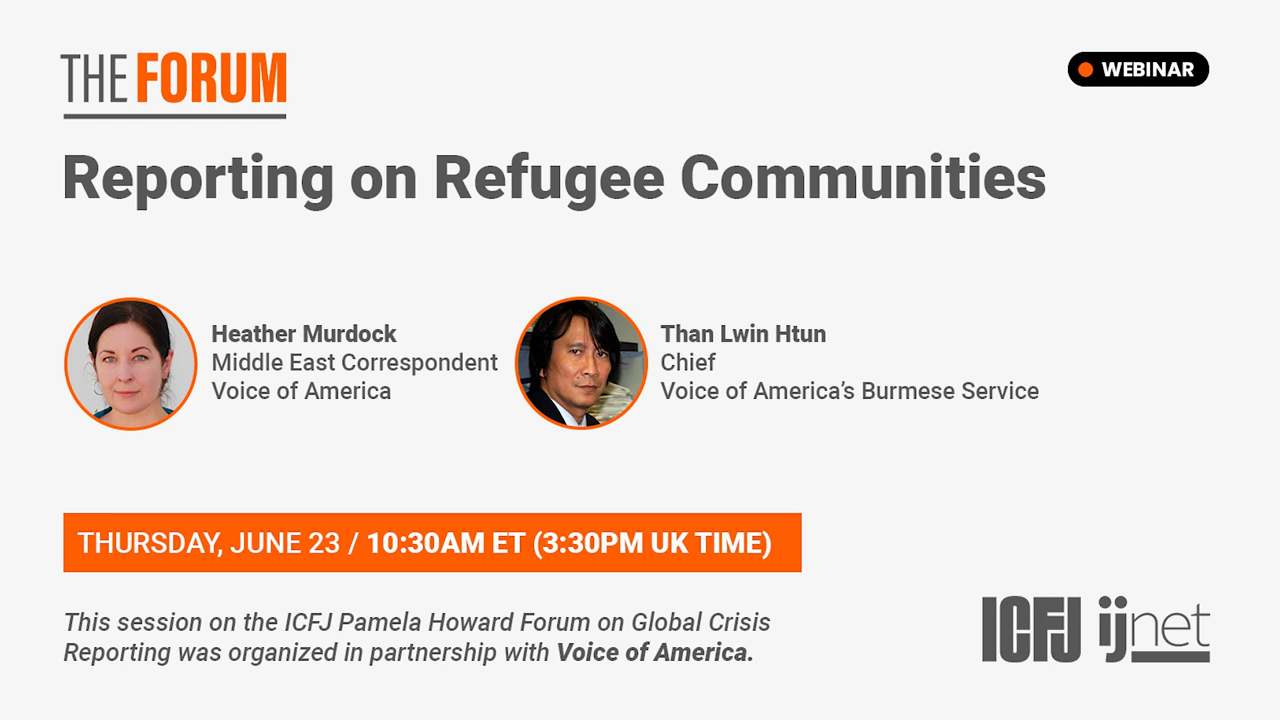 THE FORUM
WEBINAR
Reporting on Refugee Communities
Heather Murdock
Middle East Correspondent
Voice of America
Than Lwin Htun
Chief
Voice of America's Burmese Service
THURSDAY, JUNE 23 / 10:30AM ET (3:30PM UK TIME)
This session on the ICFJ Pamela Howard Forum on Global Crisis
Reporting was organized in partnership with Voice of America.
ICFJ ijnet